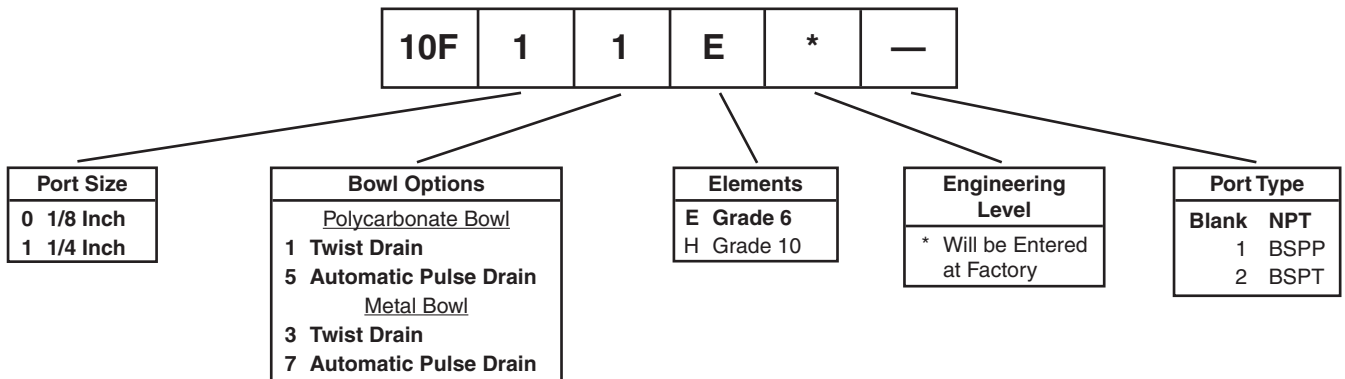 10F 1 1 E * —
Port Size
0 1/8 Inch
1 1/4 Inch
Bowl Options
Polycarbonate Bowl
1 Twist Drain
5 Automatic Pulse Drain
Metal Bowl
3 Twist Drain
7 Automatic Pulse Drain
Elements
E Grade 6
H Grade 10
Engineering
Level
* Will be Entered
at Factory
Port Type
Blank NPT
1 BSPP
2 BSPT